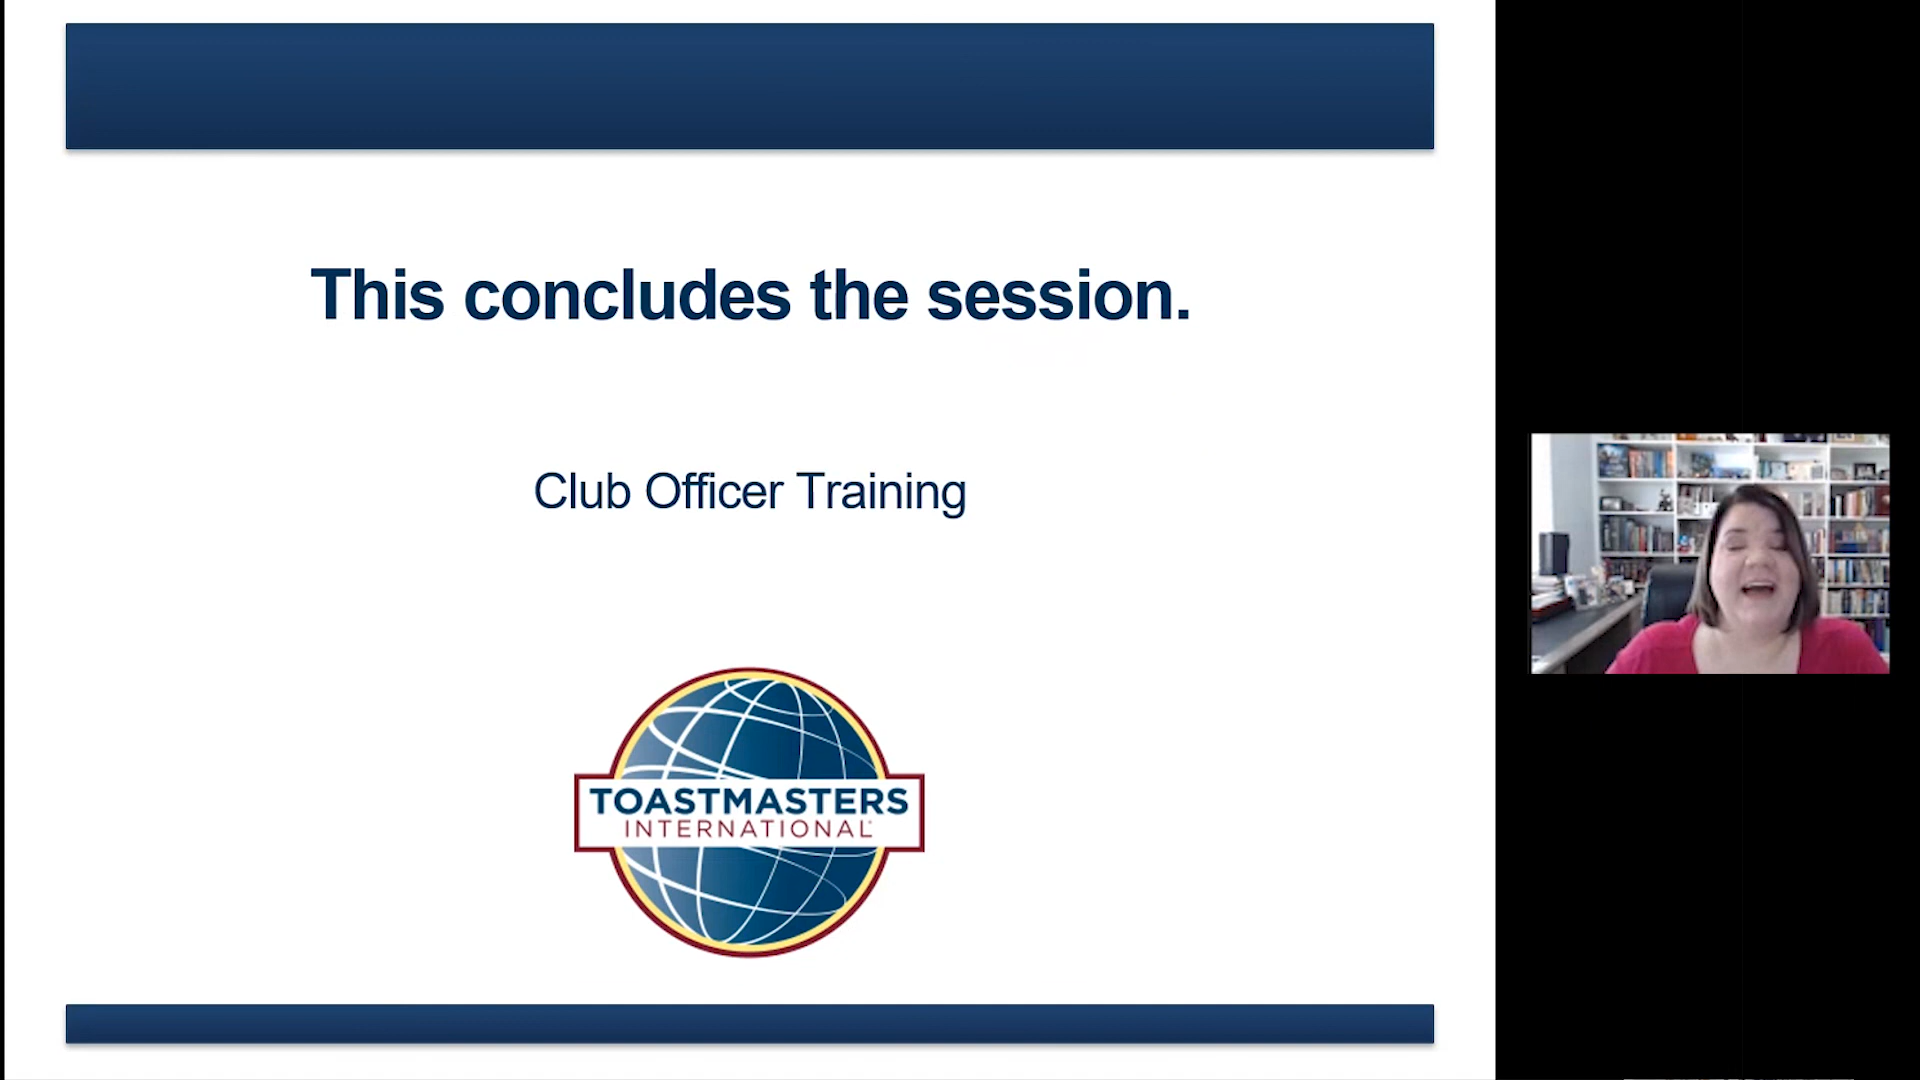 This concludes the session.
Club Officer Training
TOASTMASTERS
INTERNATIONAL